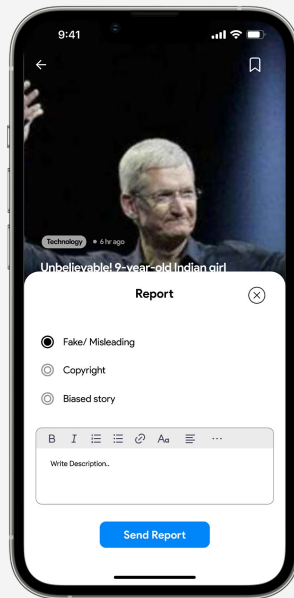 9:41
Technology
6 hr ago
Unbelievable! 9-year-old Indian girl
Report
Fake/ Misleading
Copyright
Biased story
B I Aa ...
Write Description..
Send Report